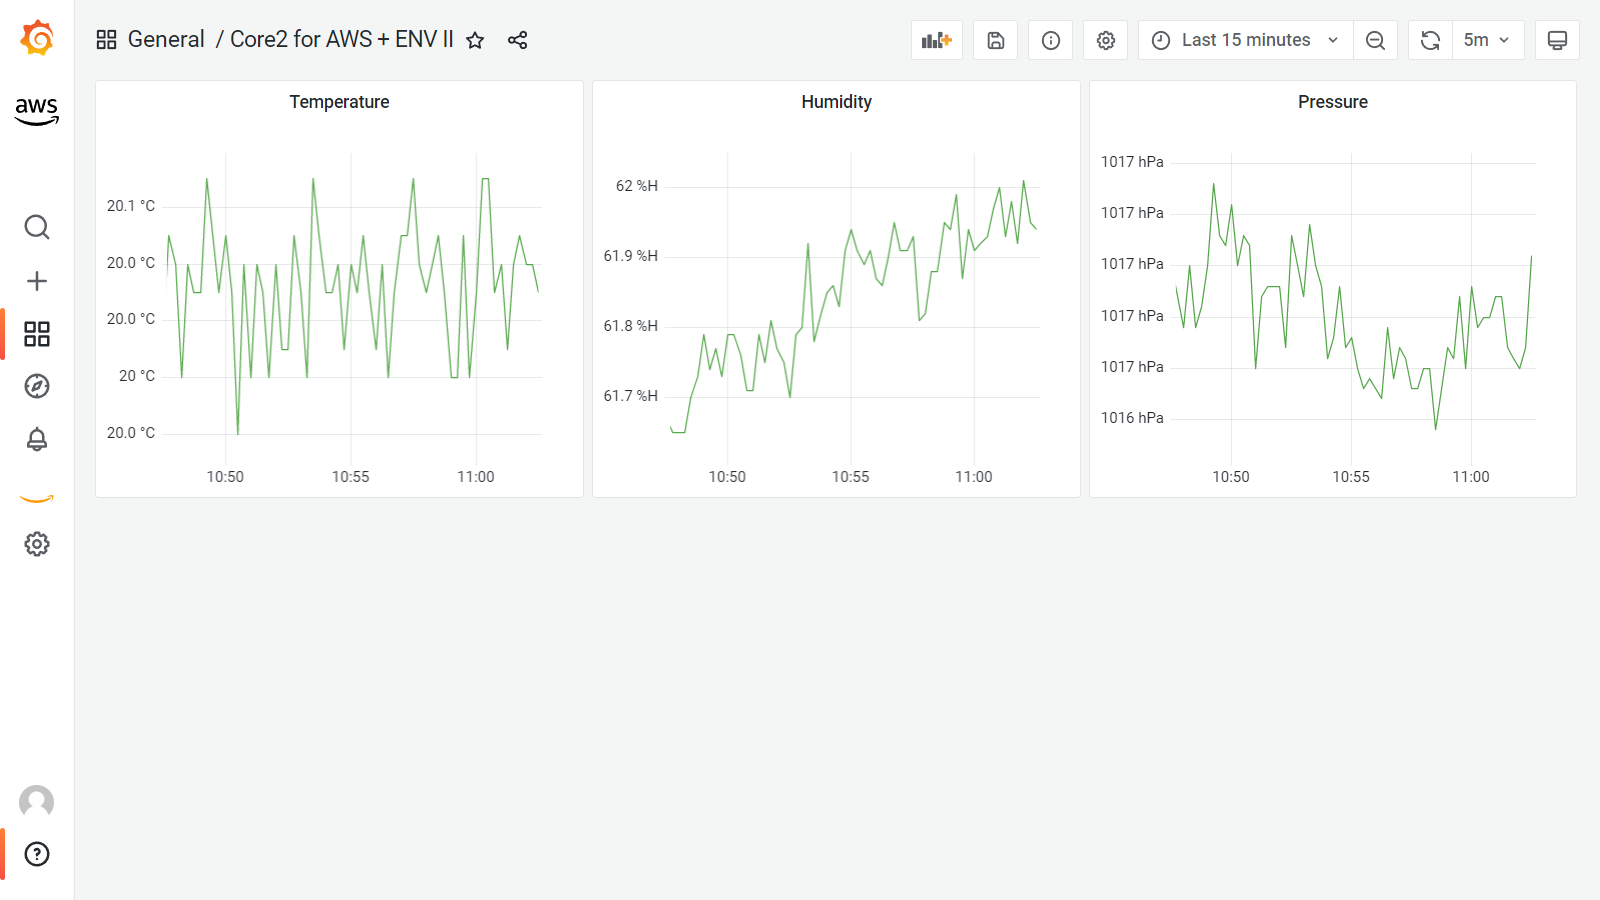 General / Core2 for AWS + ENV II
Last 15 minutes
5m
aws
Temperature
20.1 °C
20.0 °C
20.0 °C
20 °C
20.0 °C
10:50 10:55 11:00
Humidity
62 %H
61.9 %H
61.8 %H
61.7 %H
10:50 10:55 11:00
Pressure
1017 hPa
1017 hPa
1017 hPa
1017 hPa
1017 hPa
1016 hPa
10:50 10:55 11:00